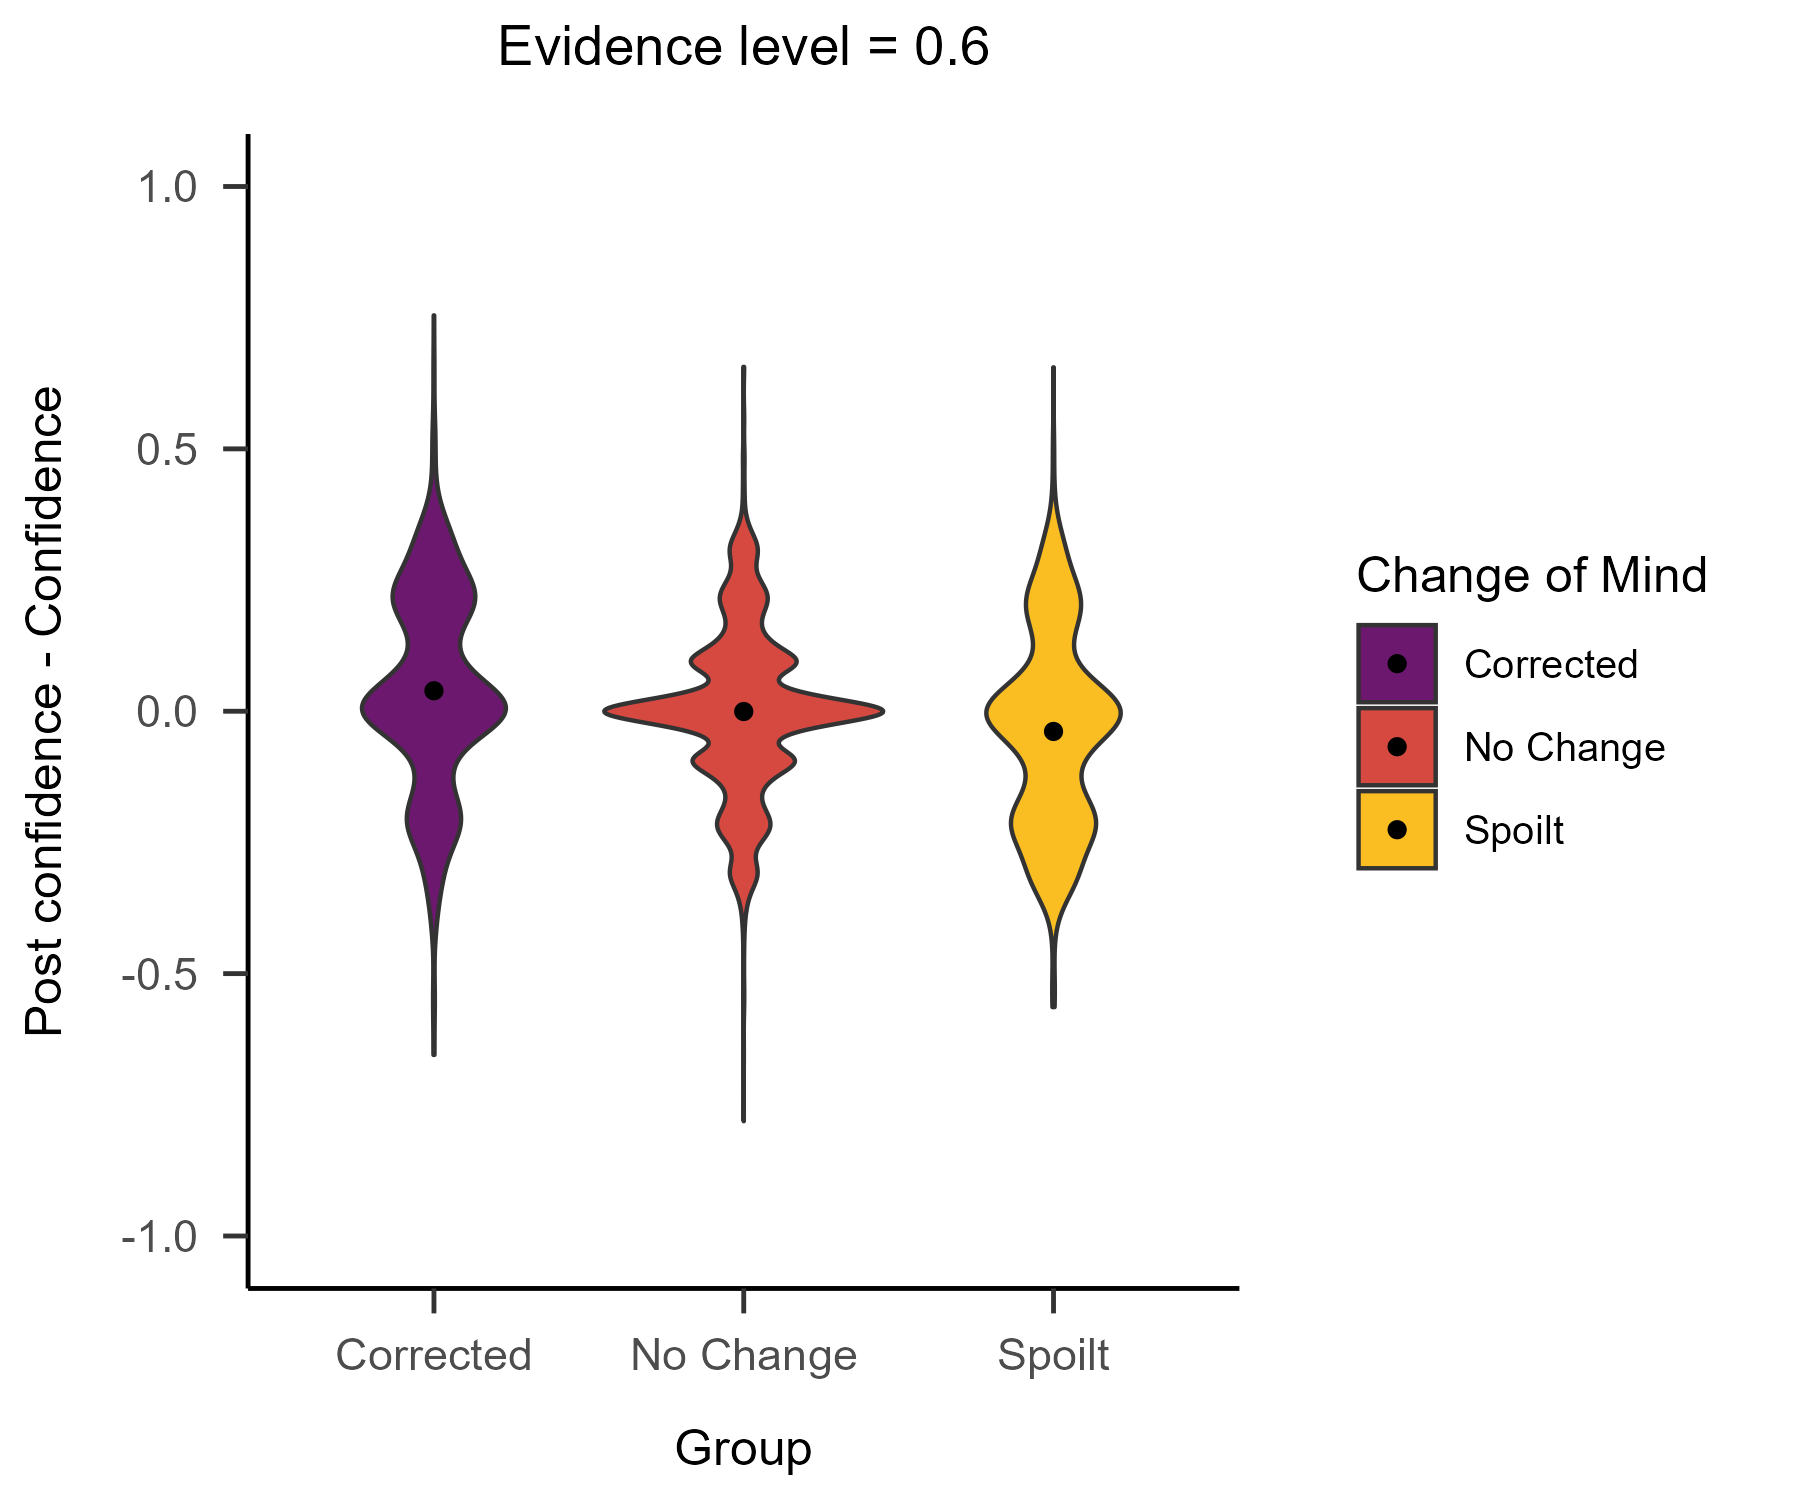 Evidence level = 0.6
Post confidence - Confidence
1.0
0.5
0.0
-0.5
-1.0
Corrected
No Change
Spoilt
Group
Change of Mind
Corrected
No Change
Spoilt